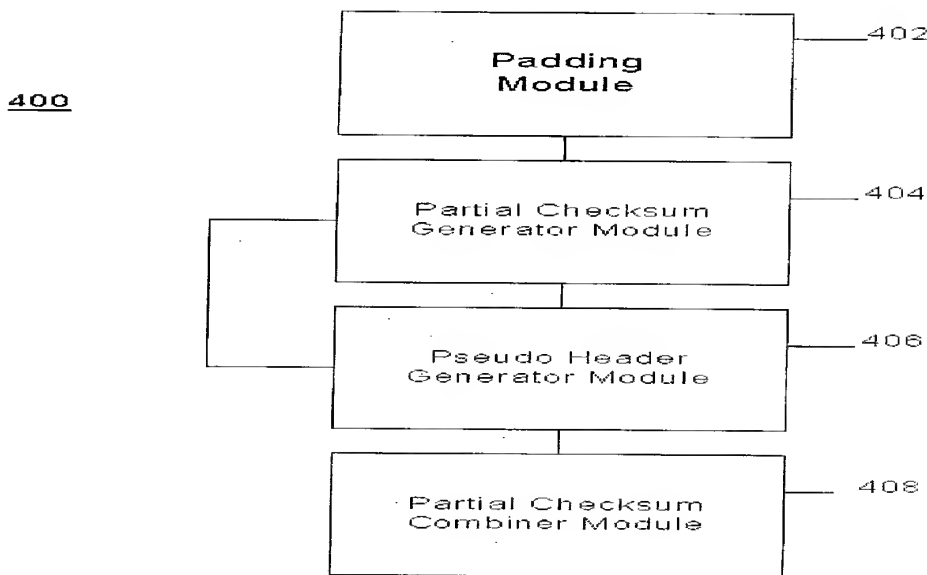 402
Padding
Module
400
404
Partial Checksum
Generator Module
406
Pseudo Header
Generator Module
408
Partial Checksum
Combiner Module